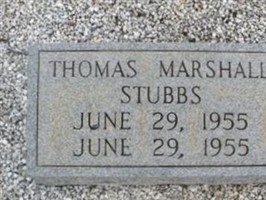 THOMAS MARSHALL
STUBBS
JUNE 29, 1955
JUNE 29, 1955